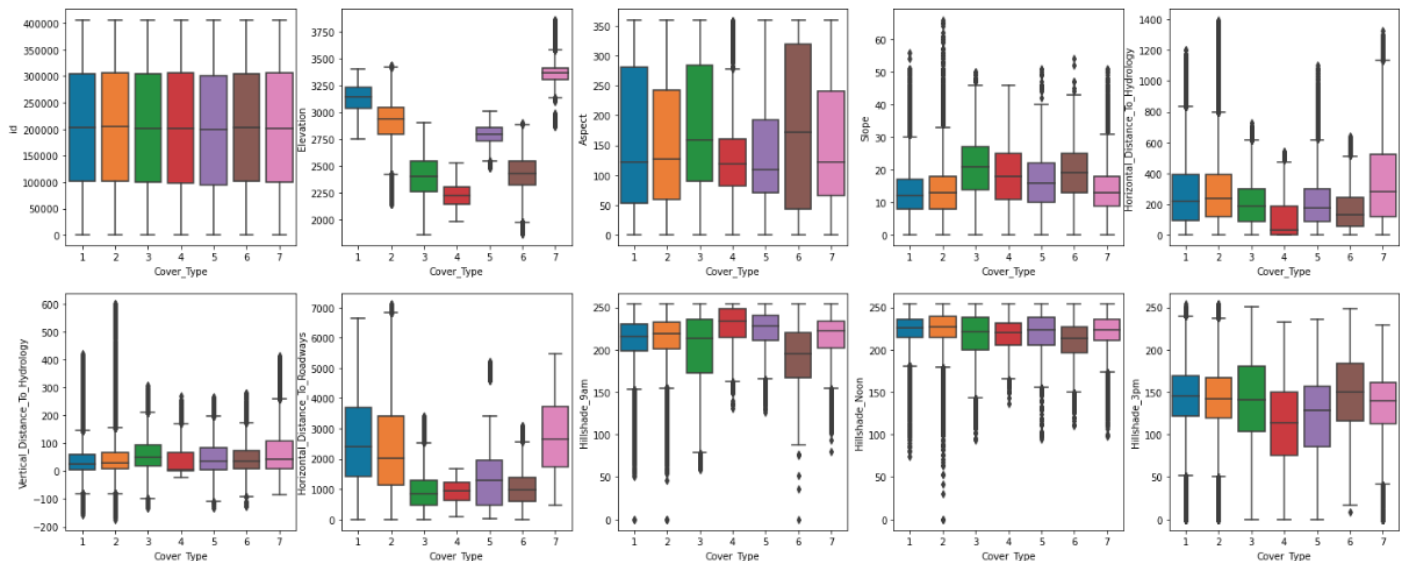 id
400000
350000
300000
250000
200000
150000
100000
50000
0
1 2 3 4 5 6 7
Cover_Type
Elevation
3750
3500
3250
3000
2750
2500
2250
2000
1 2 3 4 5 6 7
Cover_Type
Aspect
350
300
250
200
150
100
50
0
1 2 3 4 5 6 7
Cover_Type
Slope
60
50
40
30
20
10
0
1 2 3 4 5 6 7
Cover_Type
Horizontal_Distance_To_Hydrology
1400
1200
1000
800
600
400
200
0
1 2 3 4 5 6 7
Cover_Type
Vertical_Distance_To_Hydrology
600
500
400
300
200
100
0
−100
−200
1 2 3 4 5 6 7
Cover_Type
Horizontal_Distance_To_Roadways
7000
6000
5000
4000
3000
2000
1000
0
1 2 3 4 5 6 7
Cover_Type
Hillshade_9am
250
200
150
100
50
0
1 2 3 4 5 6 7
Cover_Type
Hillshade_Noon
250
200
150
100
50
0
1 2 3 4 5 6 7
Cover_Type
Hillshade_3pm
250
200
150
100
50
0
1 2 3 4 5 6 7
Cover_Type